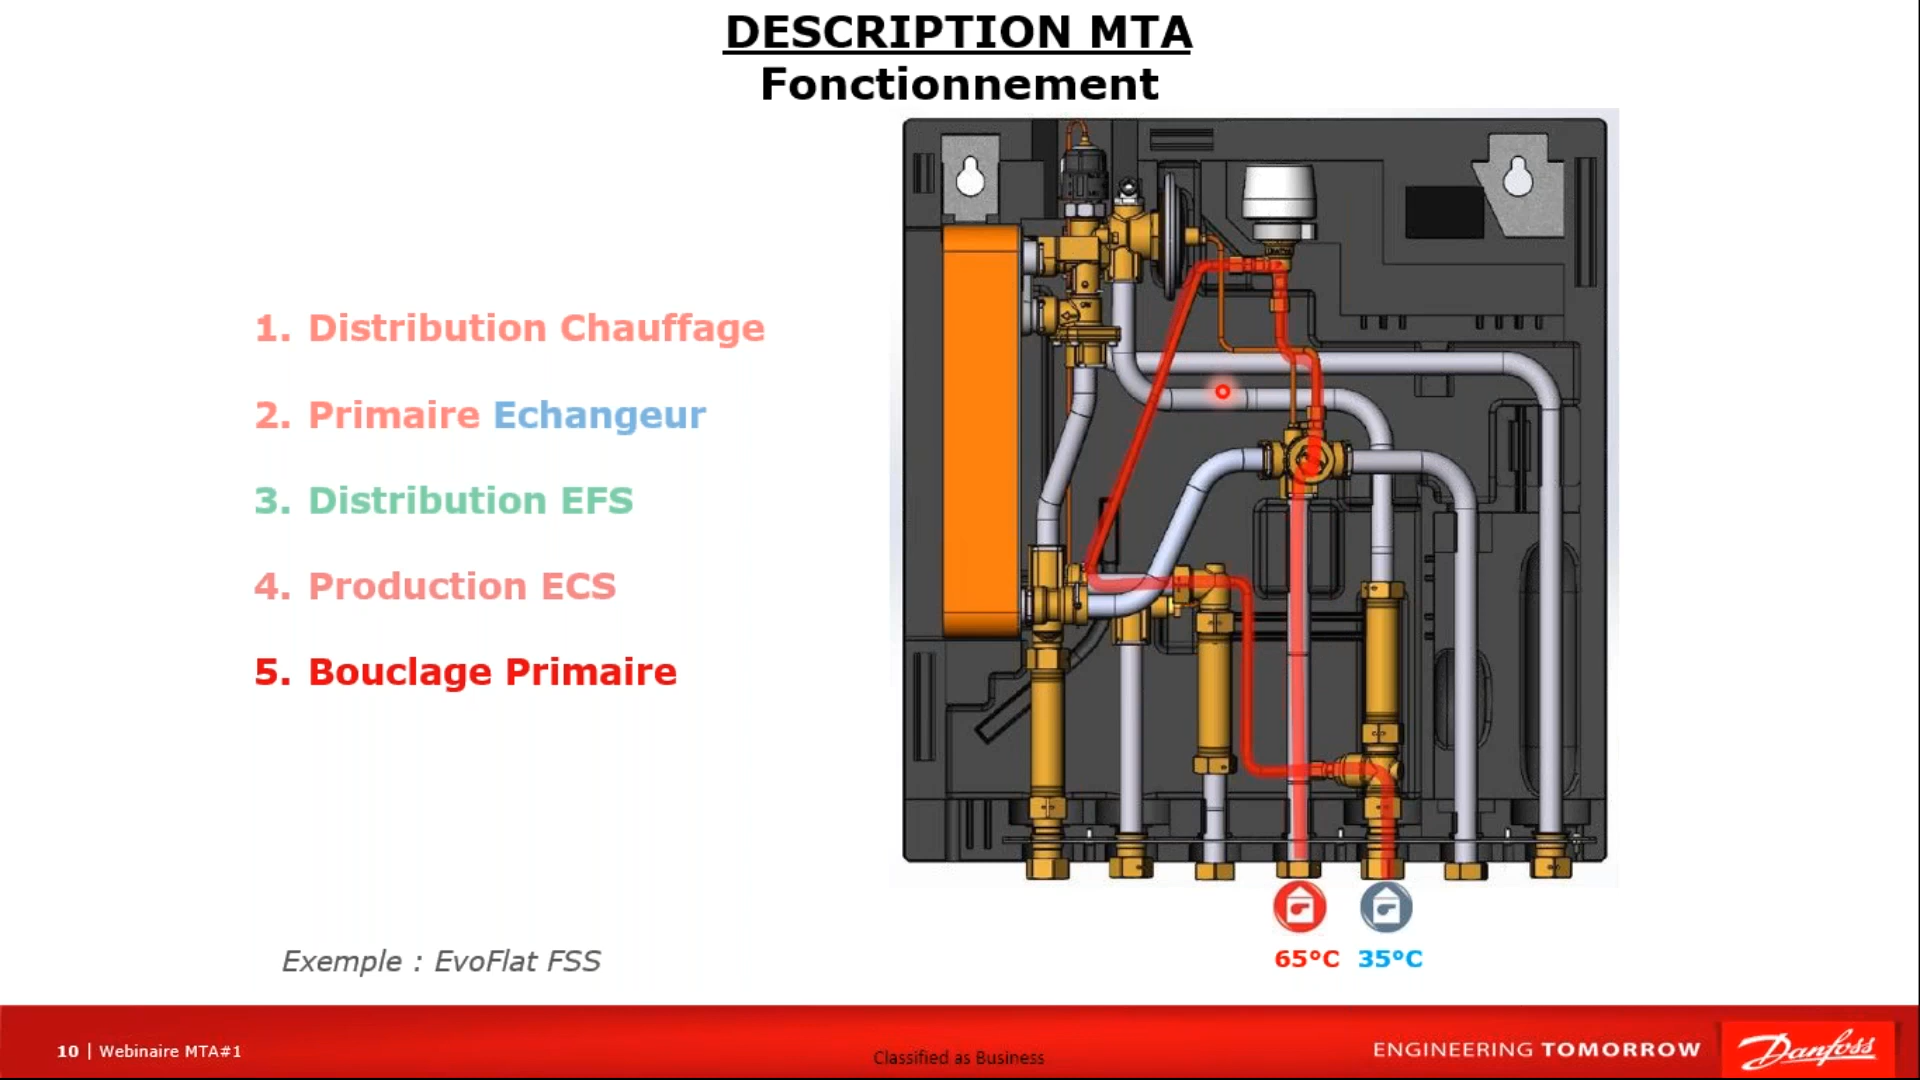 DESCRIPTION MTA
Fonctionnement
1. Distribution Chauffage
2. Primaire Echangeur
3. Distribution EFS
4. Production ECS
5. Bouclage Primaire
Exemple : EvoFlat FSS
65°C 35°C
10 | Webinaire MTA#1
Classified as Business
ENGINEERING TOMORROW
Danfoss